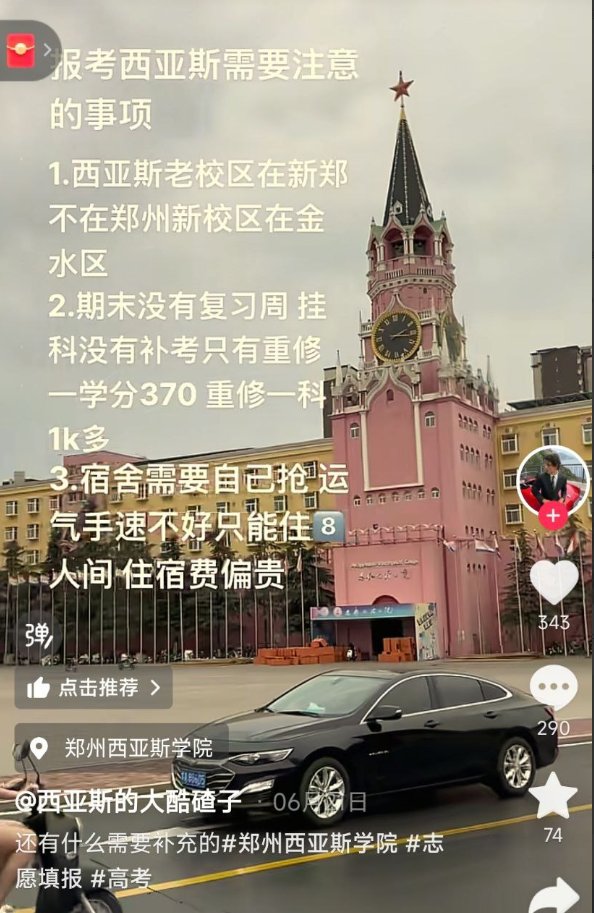 报考西亚斯需要注意
的事项
1.西亚斯老校区在新郑
不在郑州新校区在金
水区
2.期末没有复习周 挂
科没有补考只有重修
一学分370 重修一科
1k多
3.宿舍需要自己抢 运
气手速不好只能住8
人间 住宿费偏贵
弹
点击推荐
郑州西亚斯学院
@西亚斯的大酷碴子
343
290
74
还有什么需要补充的#郑州西亚斯学院 #志
愿填报 #高考